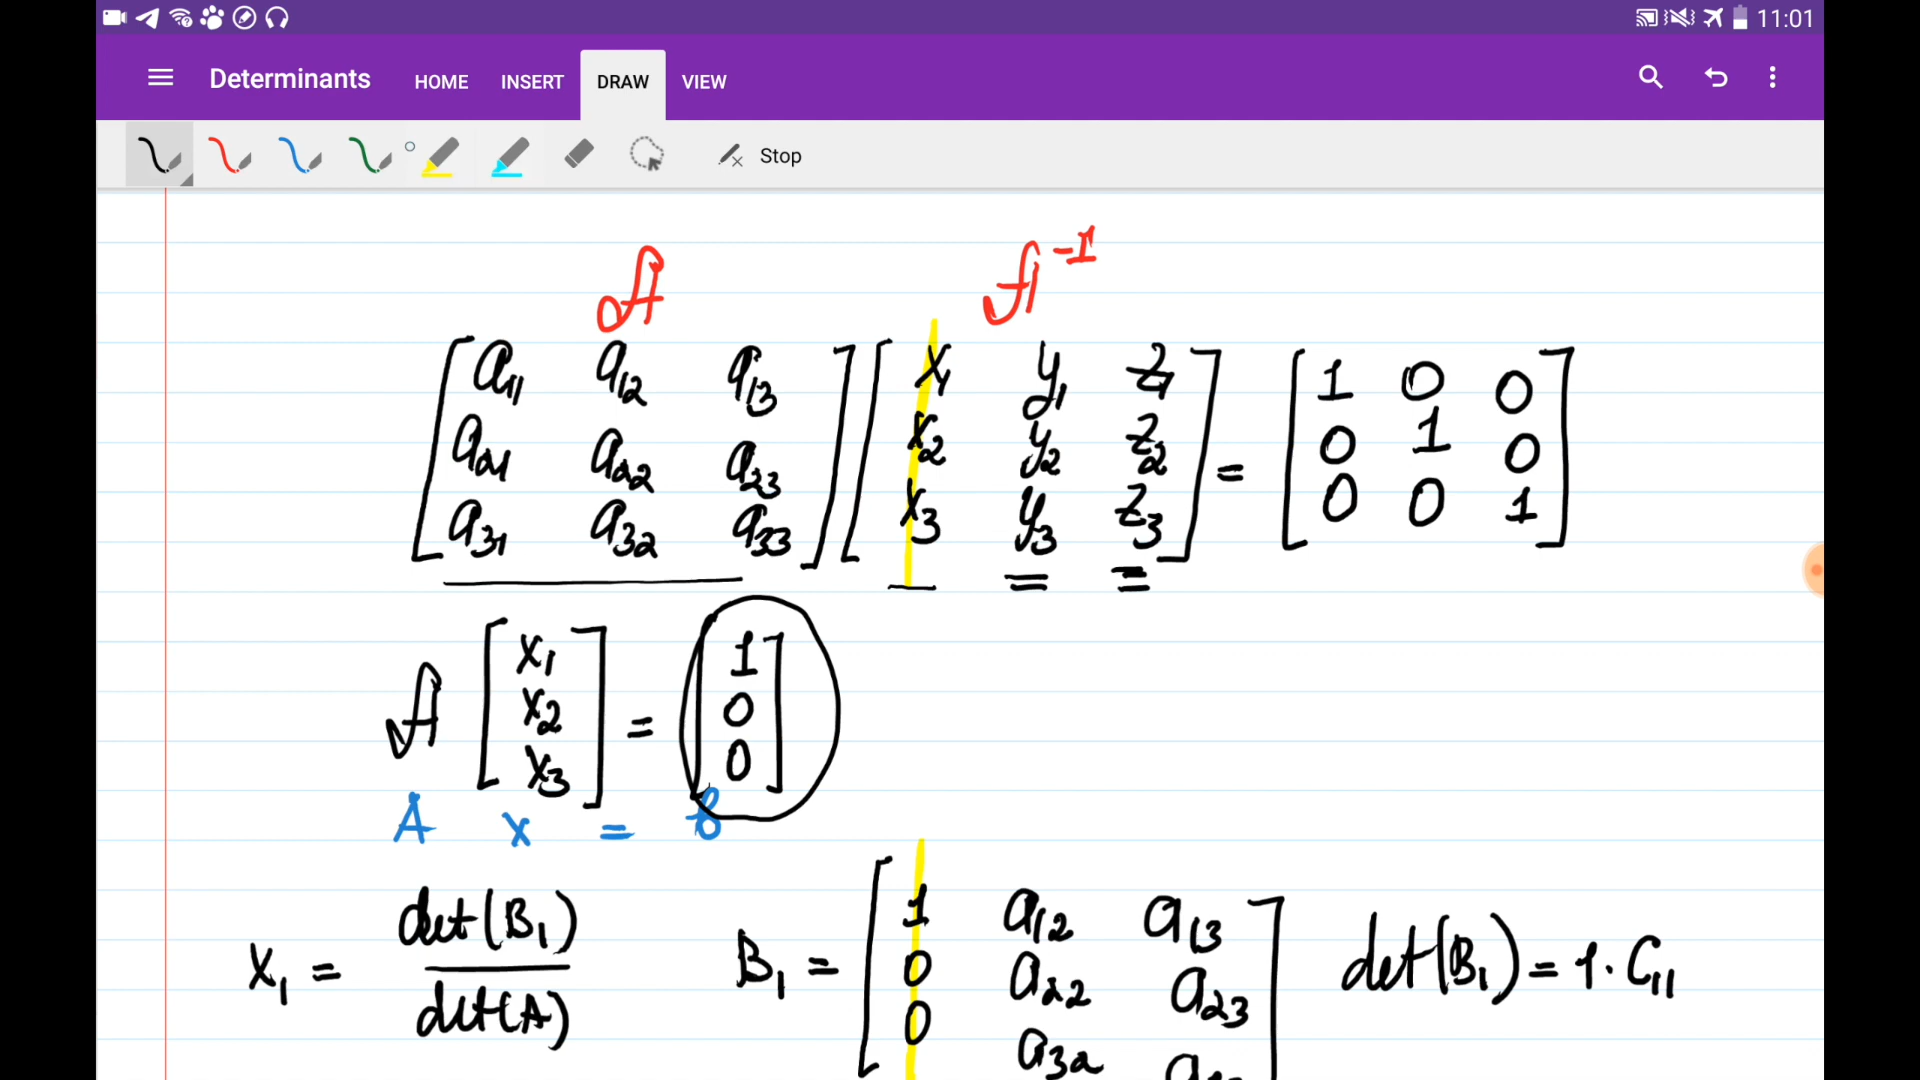 11:01
Determinants HOME INSERT DRAW VIEW
Stop
A A⁻¹
[a₁₁ a₁₂ a₁₃] [x₁ y₁ z₁] = [1 0 0]
[a₂₁ a₂₂ a₂₃] [x₂ y₂ z₂] [0 1 0]
[a₃₁ a₃₂ a₃₃] [x₃ y₃ z₃] [0 0 1]
A [x₁ x₂ x₃] = [1 0 0]
A x = B
x₁ = det(B₁) / det(A)
B₁ = [1 a₁₂ a₁₃
0 a₂₂ a₂₃
0 a₃₂
det(B₁) = 1 · C₁₁